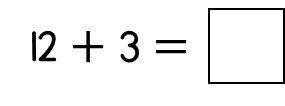 12 + 3 =